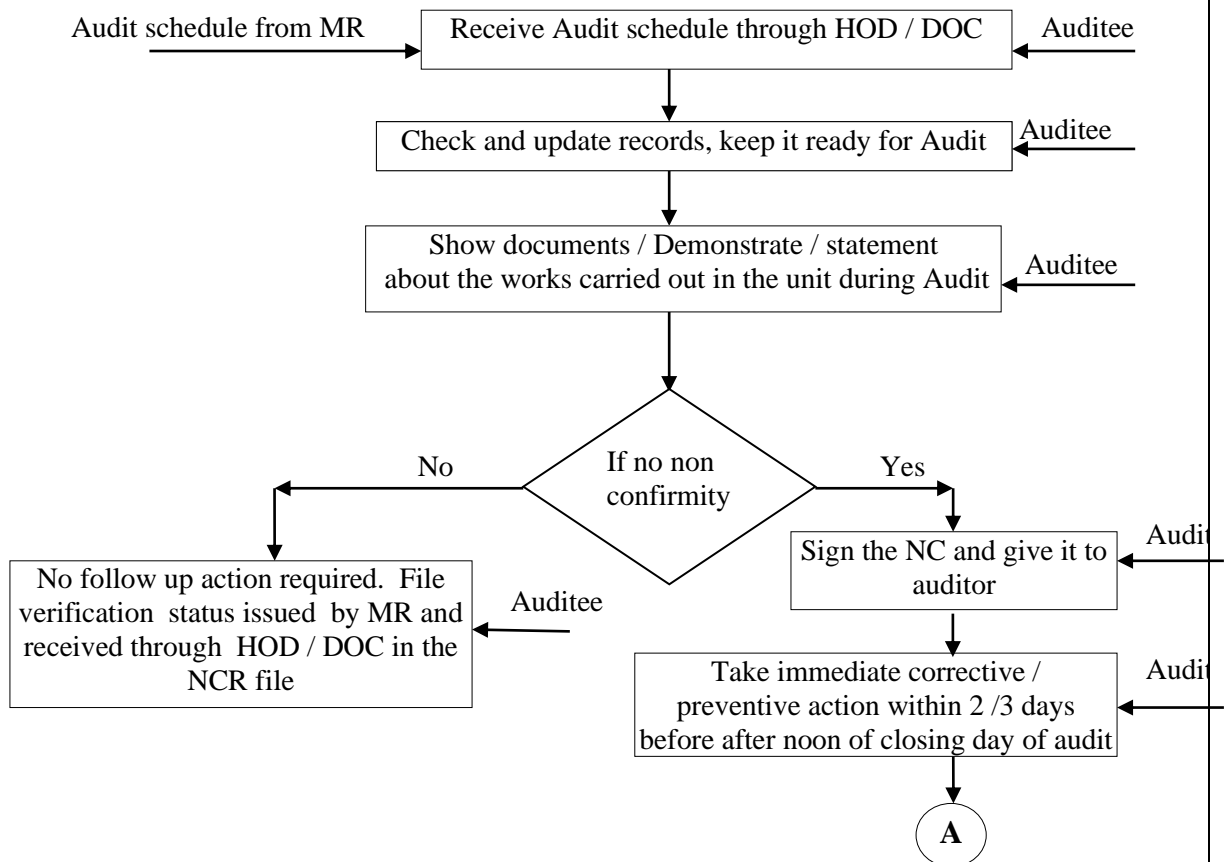 Audit schedule from MR
Receive Audit schedule through HOD / DOC
Auditee
Check and update records, keep it ready for Audit
Auditee
Show documents / Demonstrate / statement
about the works carried out in the unit during Audit
Auditee
If no non
confirmity
No
Yes
No follow up action required. File
verification status issued by MR and
received through HOD / DOC in the
NCR file
Auditee
Sign the NC and give it to
auditor
Audit
Take immediate corrective /
preventive action within 2 /3 days
before after noon of closing day of audit
Audit
A